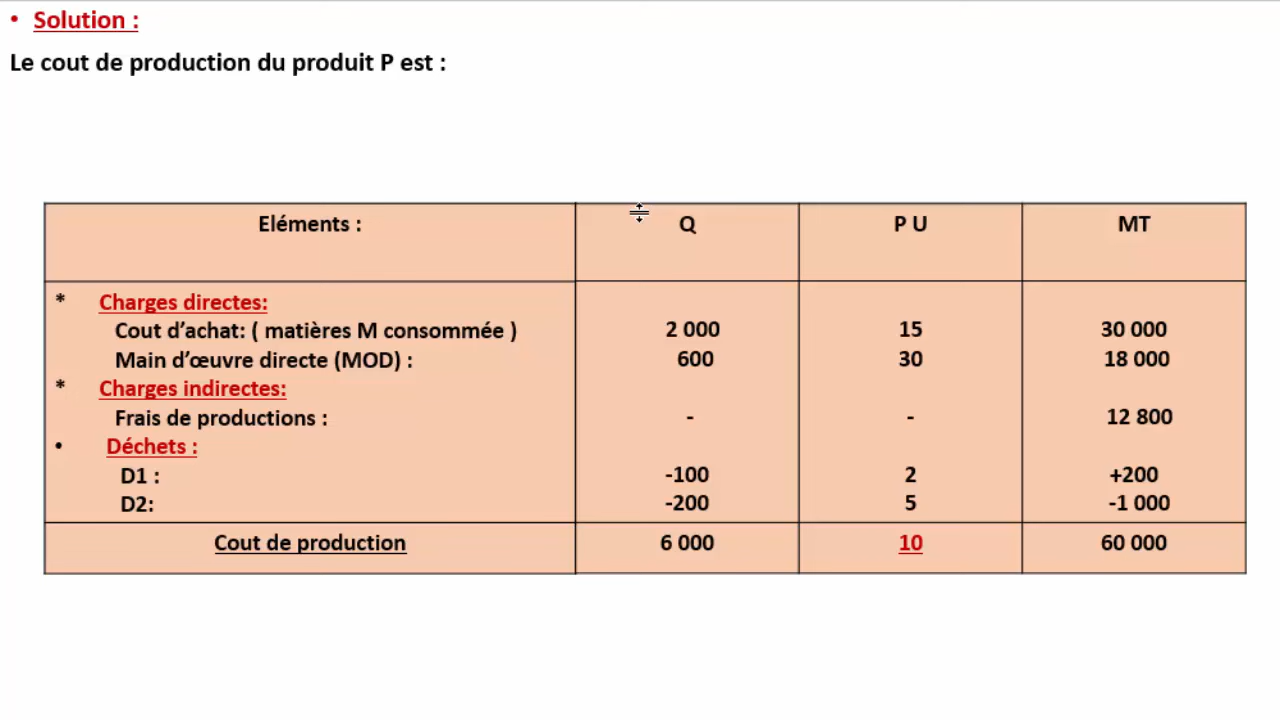 • Solution :
Le cout de production du produit P est :
Eléments : Q P U MT
* Charges directes:
Cout d’achat: ( matières M consommée ) 2 000 15 30 000
Main d’œuvre directe (MOD) : 600 30 18 000
* Charges indirectes:
Frais de productions : - - 12 800
• Déchets :
D1 : -100 2 +200
D2: -200 5 -1 000
Cout de production 6 000 10 60 000